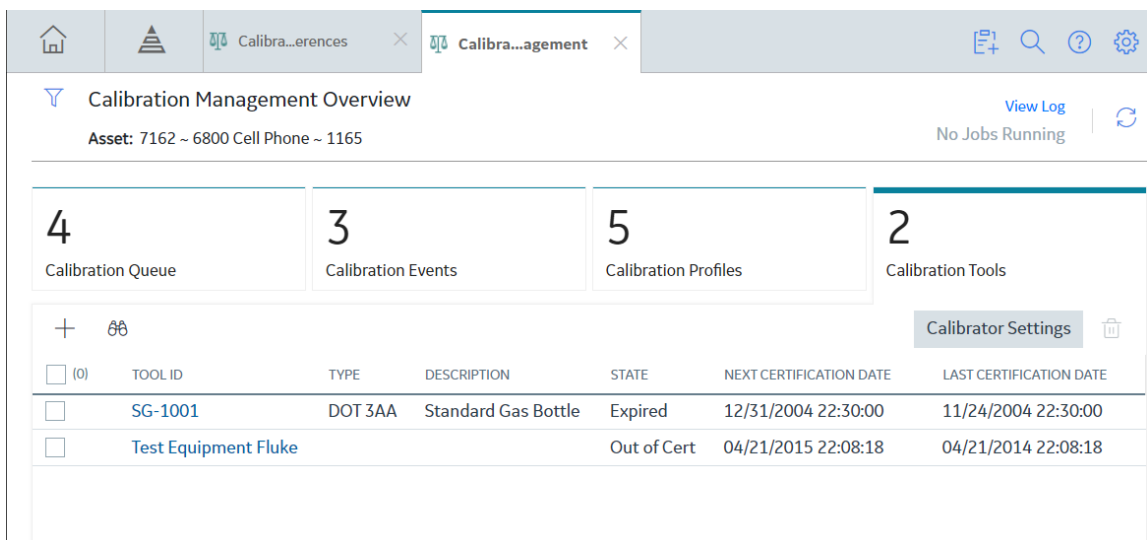 Calibra...erences
Calibra...agement
Calibration Management Overview
Asset: 7162 ~ 6800 Cell Phone ~ 1165
View Log
No Jobs Running
4
Calibration Queue
3
Calibration Events
5
Calibration Profiles
2
Calibration Tools
Calibrator Settings
(0) TOOL ID TYPE DESCRIPTION STATE NEXT CERTIFICATION DATE LAST CERTIFICATION DATE
SG-1001 DOT 3AA Standard Gas Bottle Expired 12/31/2004 22:30:00 11/24/2004 22:30:00
Test Equipment Fluke Out of Cert 04/21/2015 22:08:18 04/21/2014 22:08:18